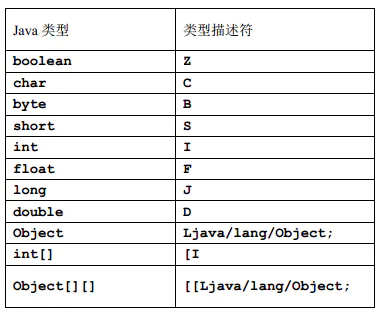 Java 类型 类型描述符
boolean Z
char C
byte B
short S
int I
float F
long J
double D
Object Ljava/lang/Object;
int[] [I
Object[][] [[Ljava/lang/Object;